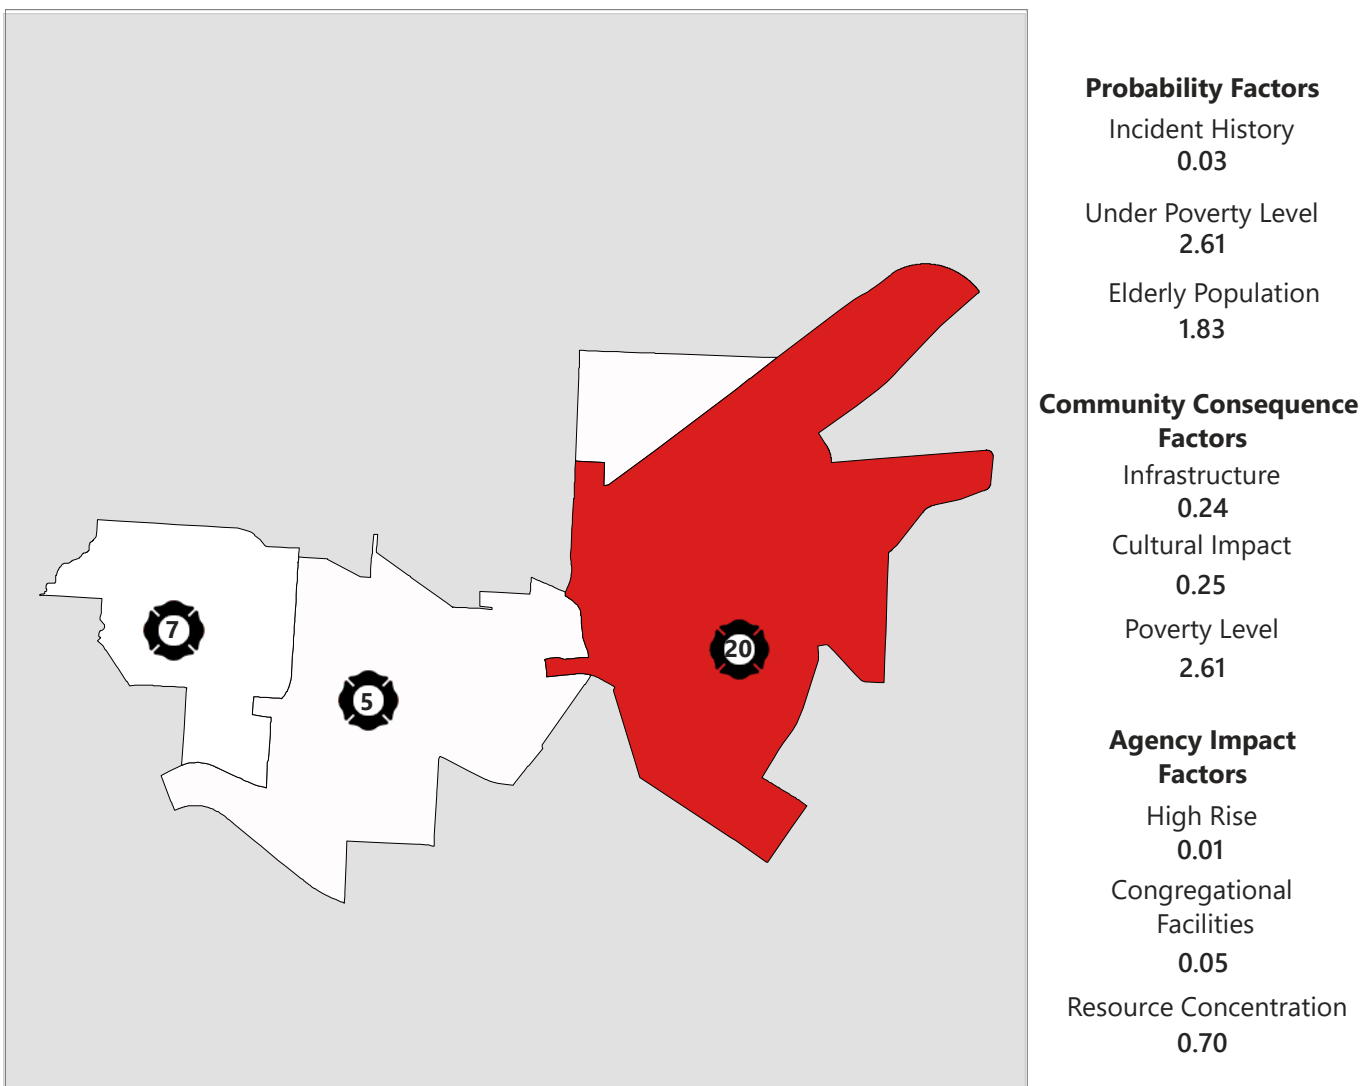 Probability Factors
Incident History
0.03
Under Poverty Level
2.61
Elderly Population
1.83
Community Consequence
Factors
Infrastructure
0.24
Cultural Impact
0.25
Poverty Level
2.61
Agency Impact
Factors
High Rise
0.01
Congregational
Facilities
0.05
Resource Concentration
0.70
7
5
20